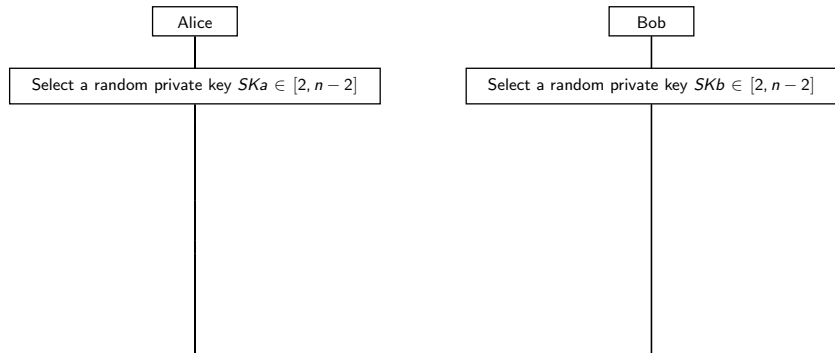 Alice
Bob
Select a random private key SKa ∈ [2, n − 2]
Select a random private key SKb ∈ [2, n − 2]